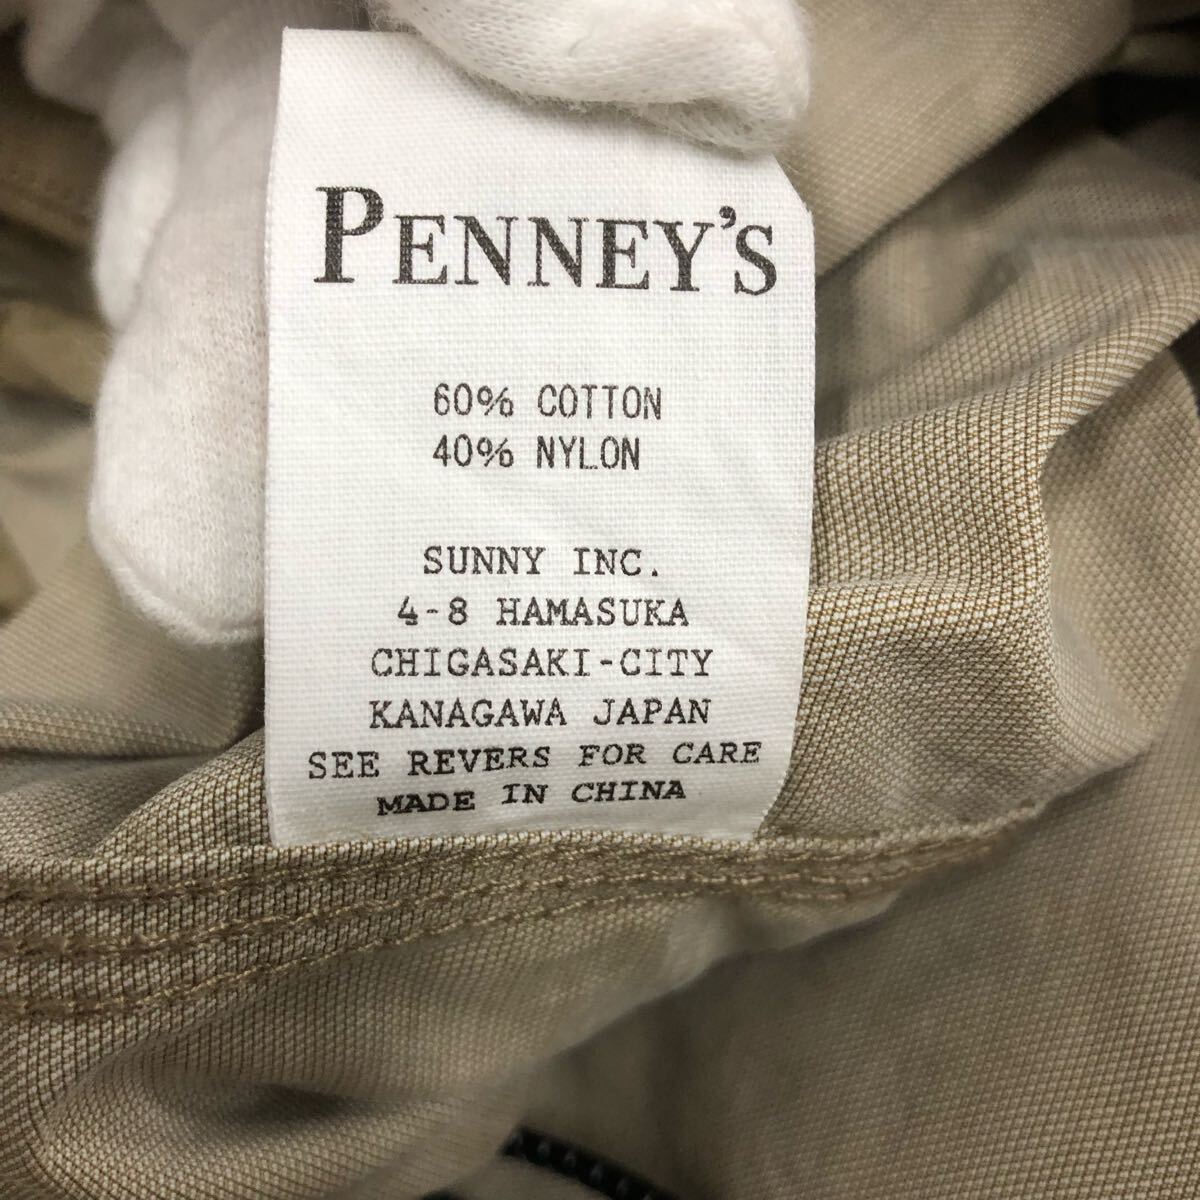 PENNEY'S
60% COTTON
40% NYLON
SUNNY INC.
4-8 HAMASUKA
CHIGASAKI-CITY
KANAGAWA JAPAN
SEE REVERS FOR CARE
MADE IN CHINA